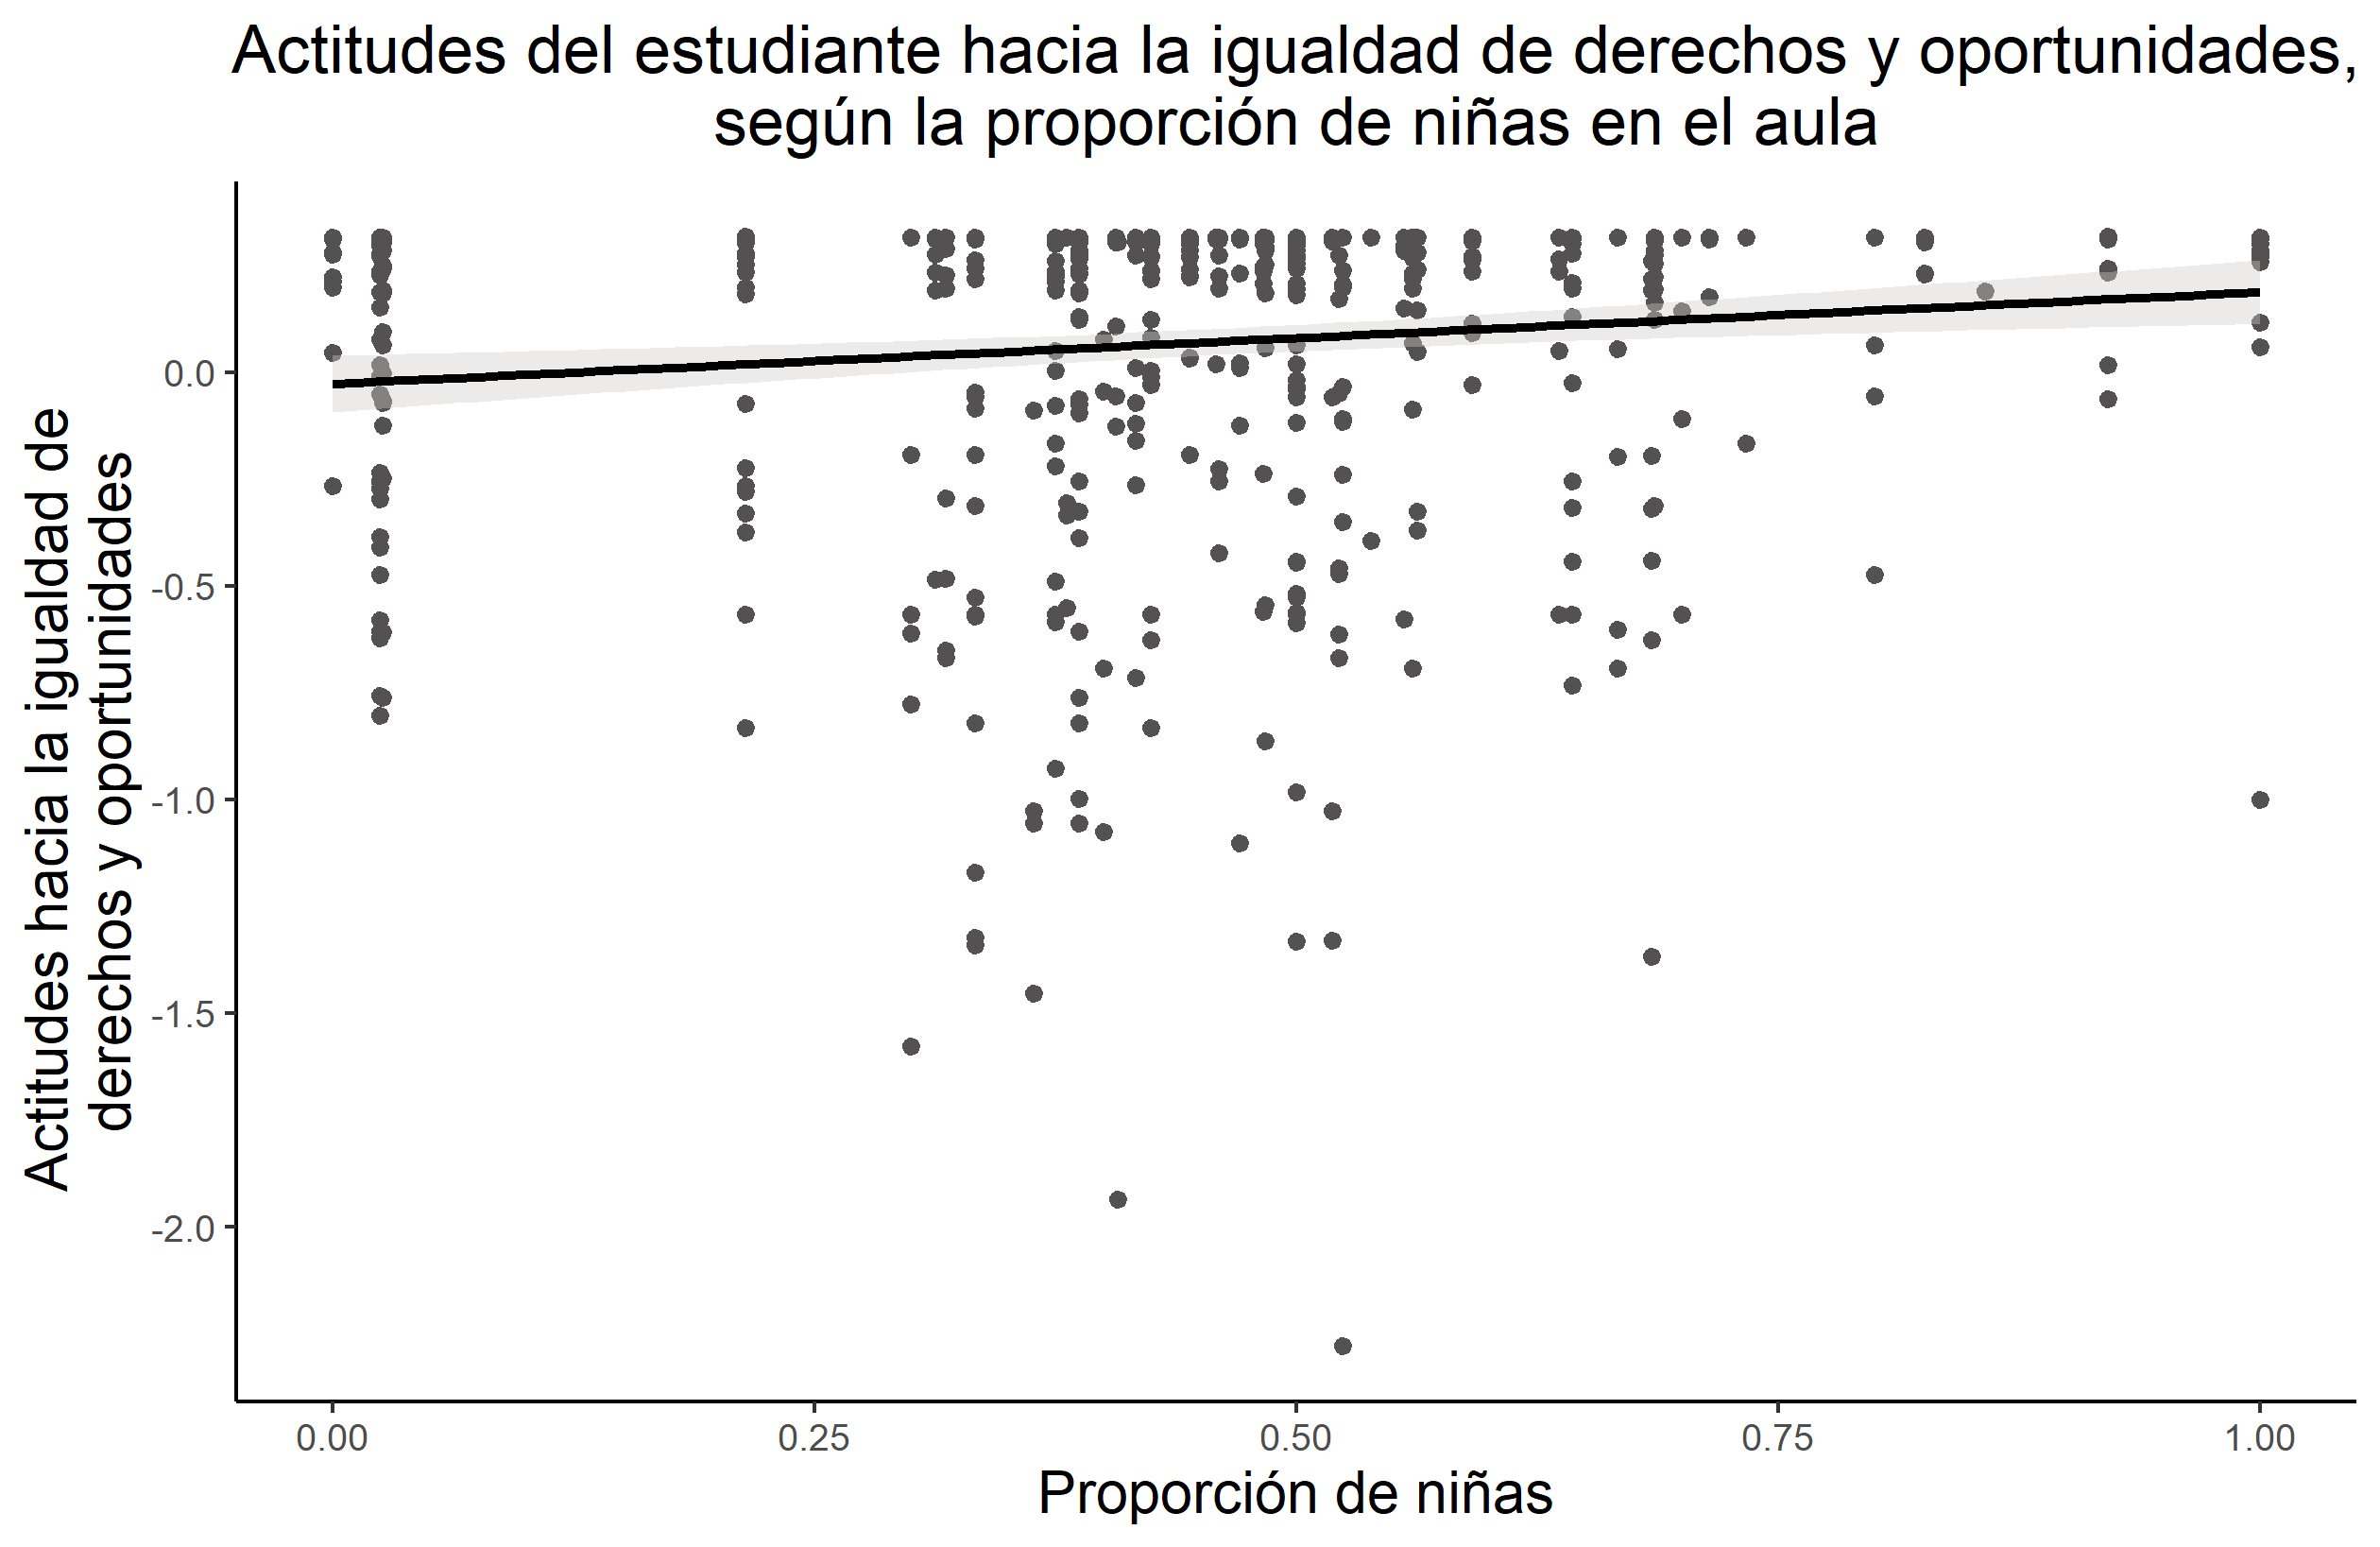 Actitudes del estudiante hacia la igualdad de derechos y oportunidades,
según la proporción de niñas en el aula
Actitudes hacia la igualdad de
derechos y oportunidades
0.0
-0.5
-1.0
-1.5
-2.0
0.00
0.25
0.50
0.75
1.00
Proporción de niñas